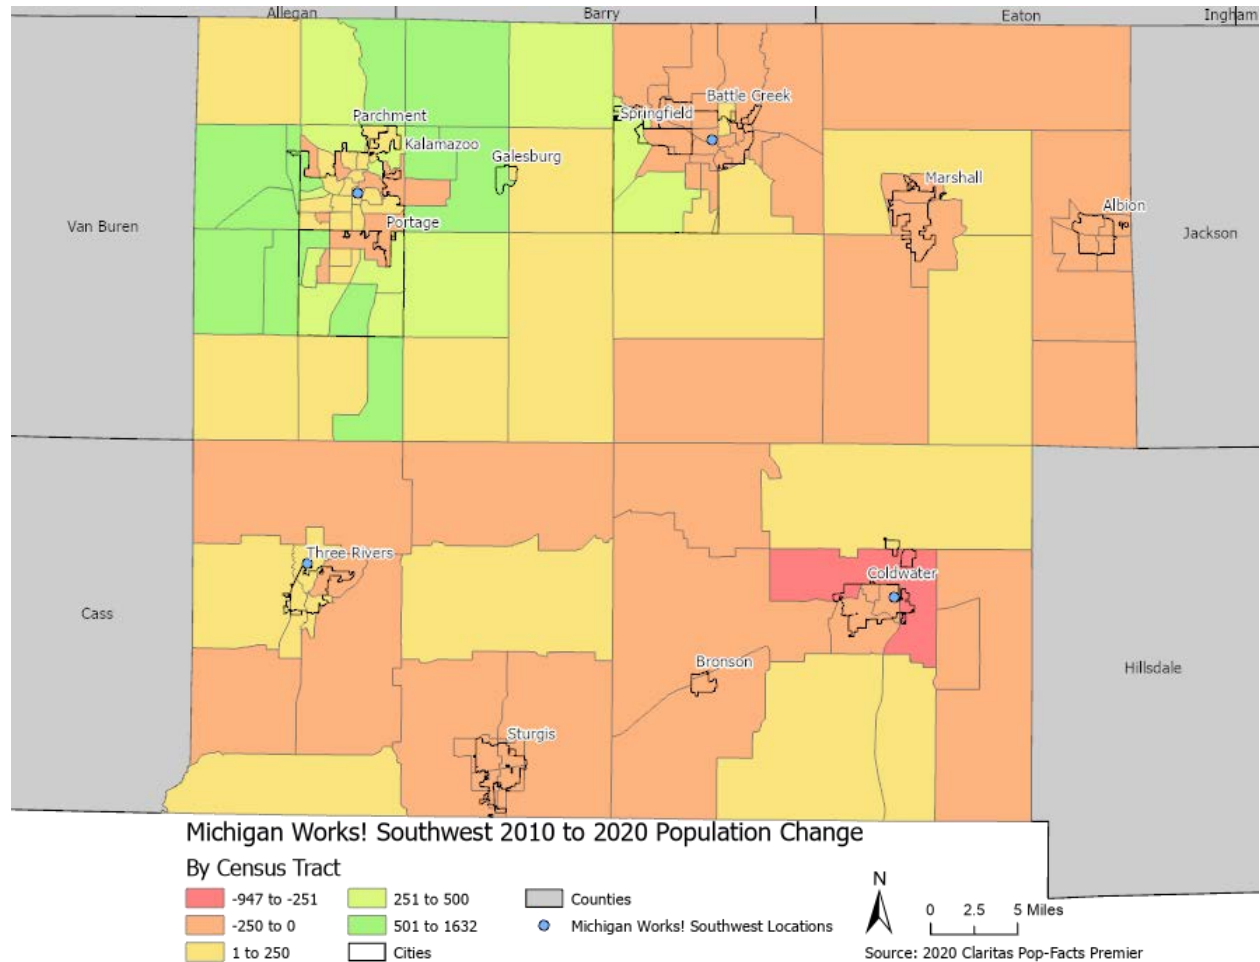 Allegan
Barry
Eaton
Ingham
Parchment
Kalamazoo
Galesburg
Springfield
Battle Creek
Marshall
Albion
Van Buren
Portage
Jackson
Three Rivers
Coldwater
Cass
Bronson
Hillsdale
Sturgis
Michigan Works! Southwest 2010 to 2020 Population Change
By Census Tract
-947 to -251
-250 to 0
1 to 250
251 to 500
501 to 1632
Cities
Counties
Michigan Works! Southwest Locations
N
0 2.5 5 Miles
Source: 2020 Claritas Pop-Facts Premier